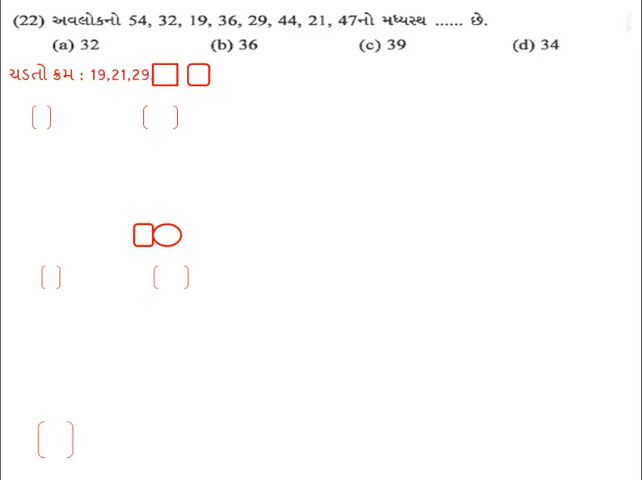 (22) અવલોકનો 54, 32, 19, 36, 29, 44, 21, 47નો મધ્યસ્થ ...... છે.
(a) 32 (b) 36 (c) 39 (d) 34
ચડતો ક્રમ : 19,21,29,